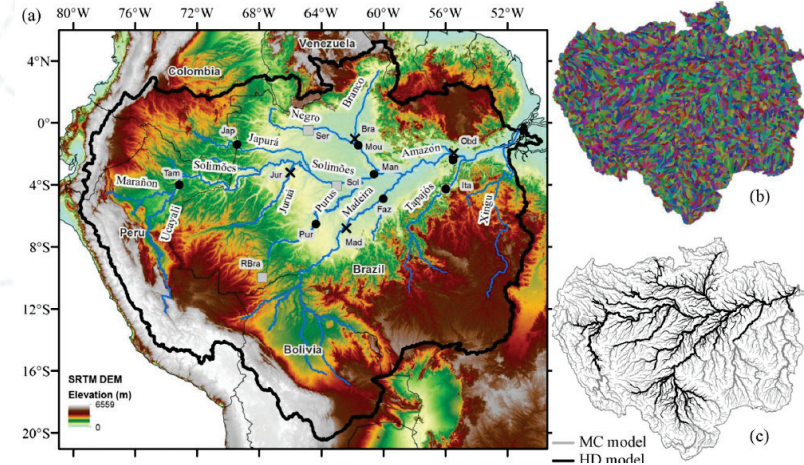 (a)
80°W 76°W 72°W 68°W 64°W 60°W 56°W 52°W
4°N
0°
4°S
8°S
12°S
16°S
20°S
Venezuela
Colombia
Branco
Negro
Ser
Bra
Mou
Jap
Japurá
Amazón
Obd
Solimões
Solimões
Man
Tam
Marañon
Jur
Sol
Ita
Juruá
Purus
Madeira
Faz
Tapajós
Xingu
Ucayali
Peru
Pur
Mad
RBra
Brazil
Bolivia
SRTM DEM
Elevation (m)
6559
0
(b)
(c)
MC model
HD model